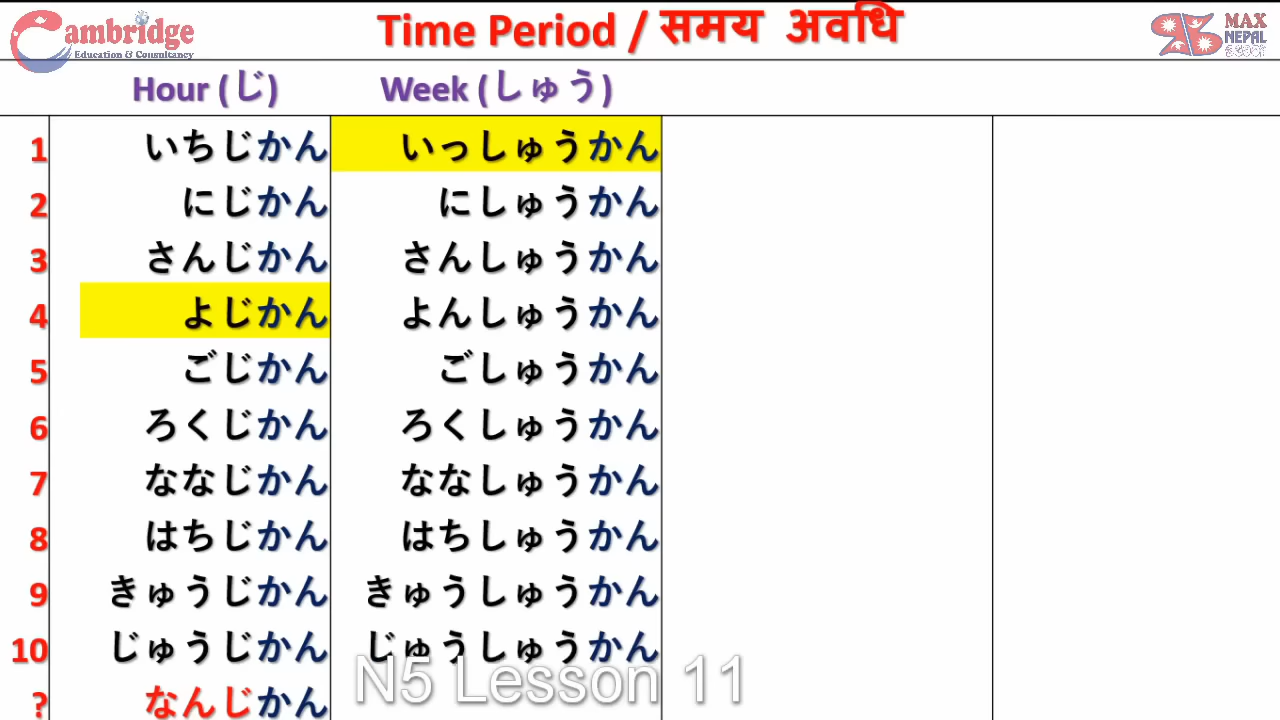 Cambridge
Education & Consultancy
Time Period / समय अवधि
MAX
NEPAL
Hour (じ) Week (しゅう)
1 いちじかん いっしゅうかん
2 にじかん にしゅうかん
3 さんじかん さんしゅうかん
4 よじかん よんしゅうかん
5 ごじかん ごしゅうかん
6 ろくじかん ろくしゅうかん
7 ななじかん ななしゅうかん
8 はちじかん はちしゅうかん
9 きゅうじかん きゅうしゅうかん
10 じゅうじかん じゅうしゅうかん
? なんじかん
N5 Lesson 11